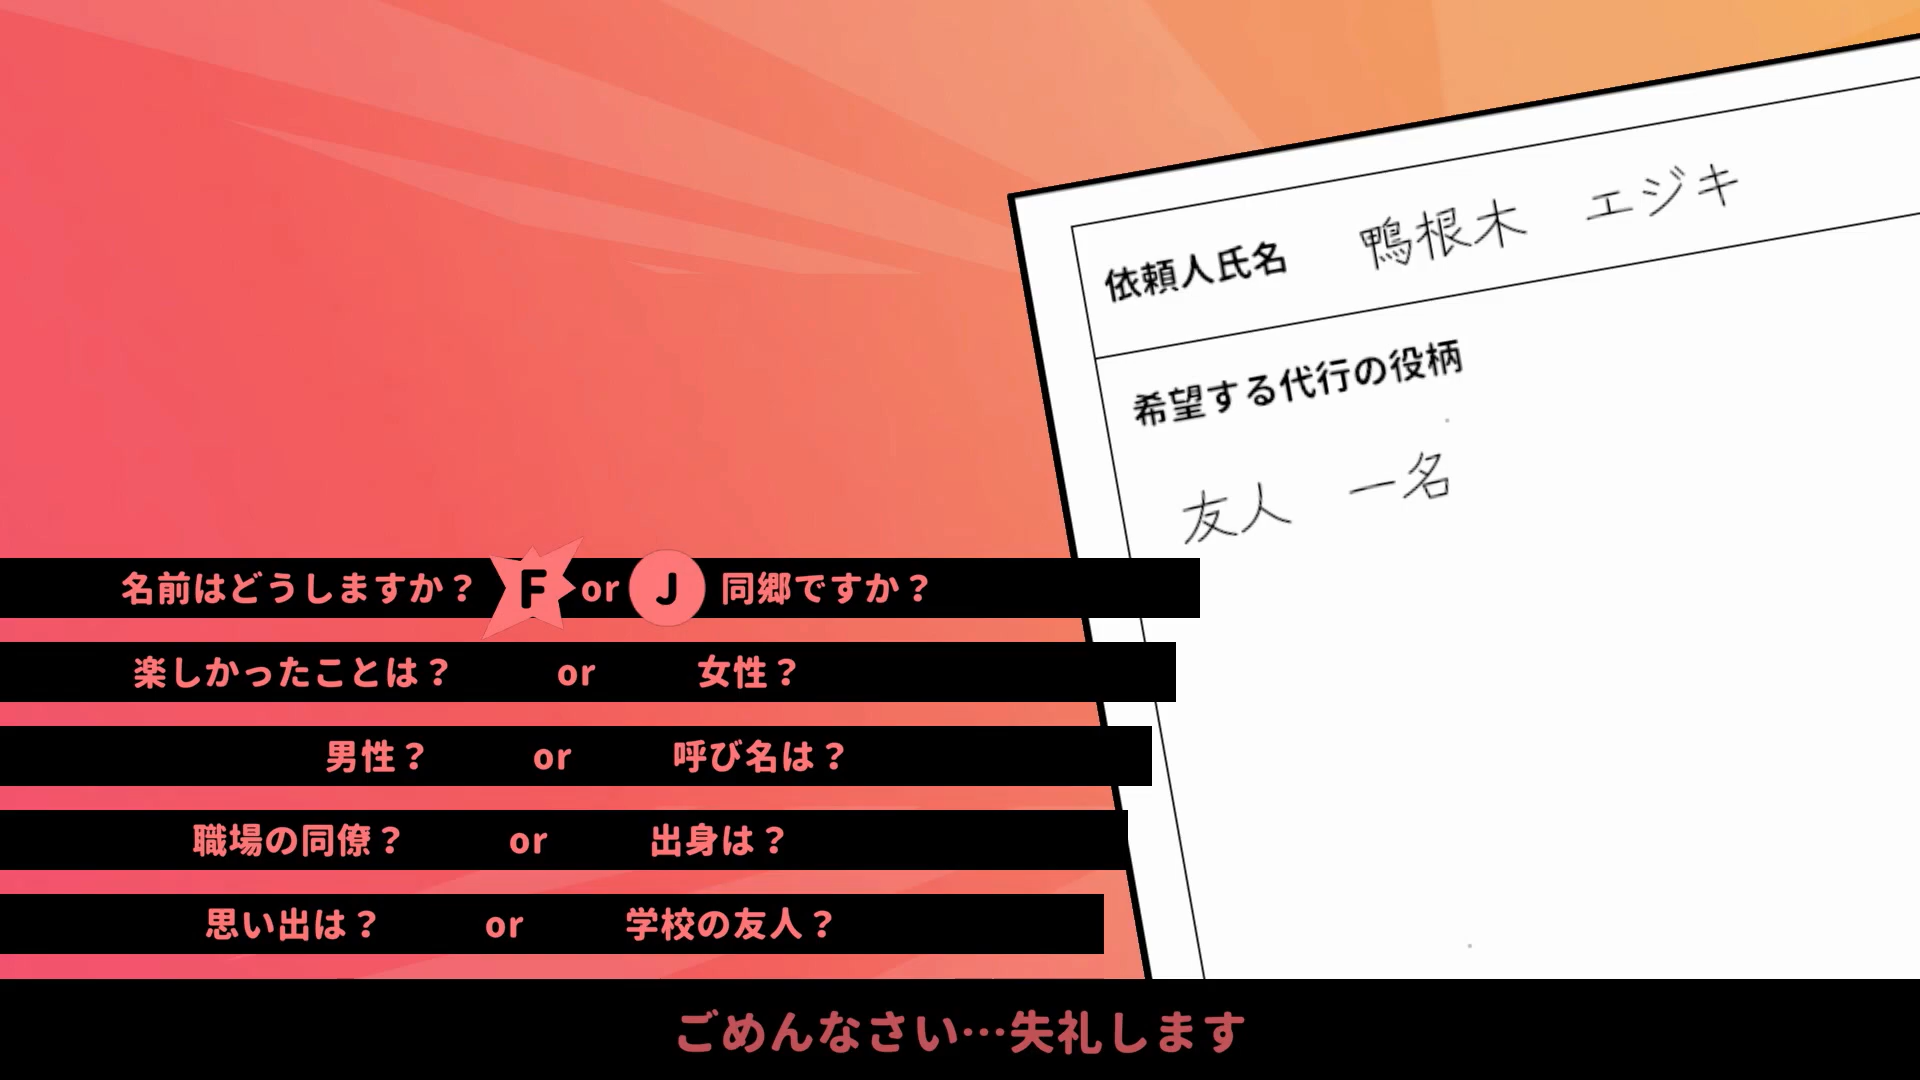 依頼人氏名 鴨根木 エジキ
希望する代行の役柄
友人 一名
名前はどうしますか？ F or J 同郷ですか？
楽しかったことは？ or 女性？
男性？ or 呼び名は？
職場の同僚？ or 出身は？
思い出は？ or 学校の友人？
ごめんなさい…失礼します